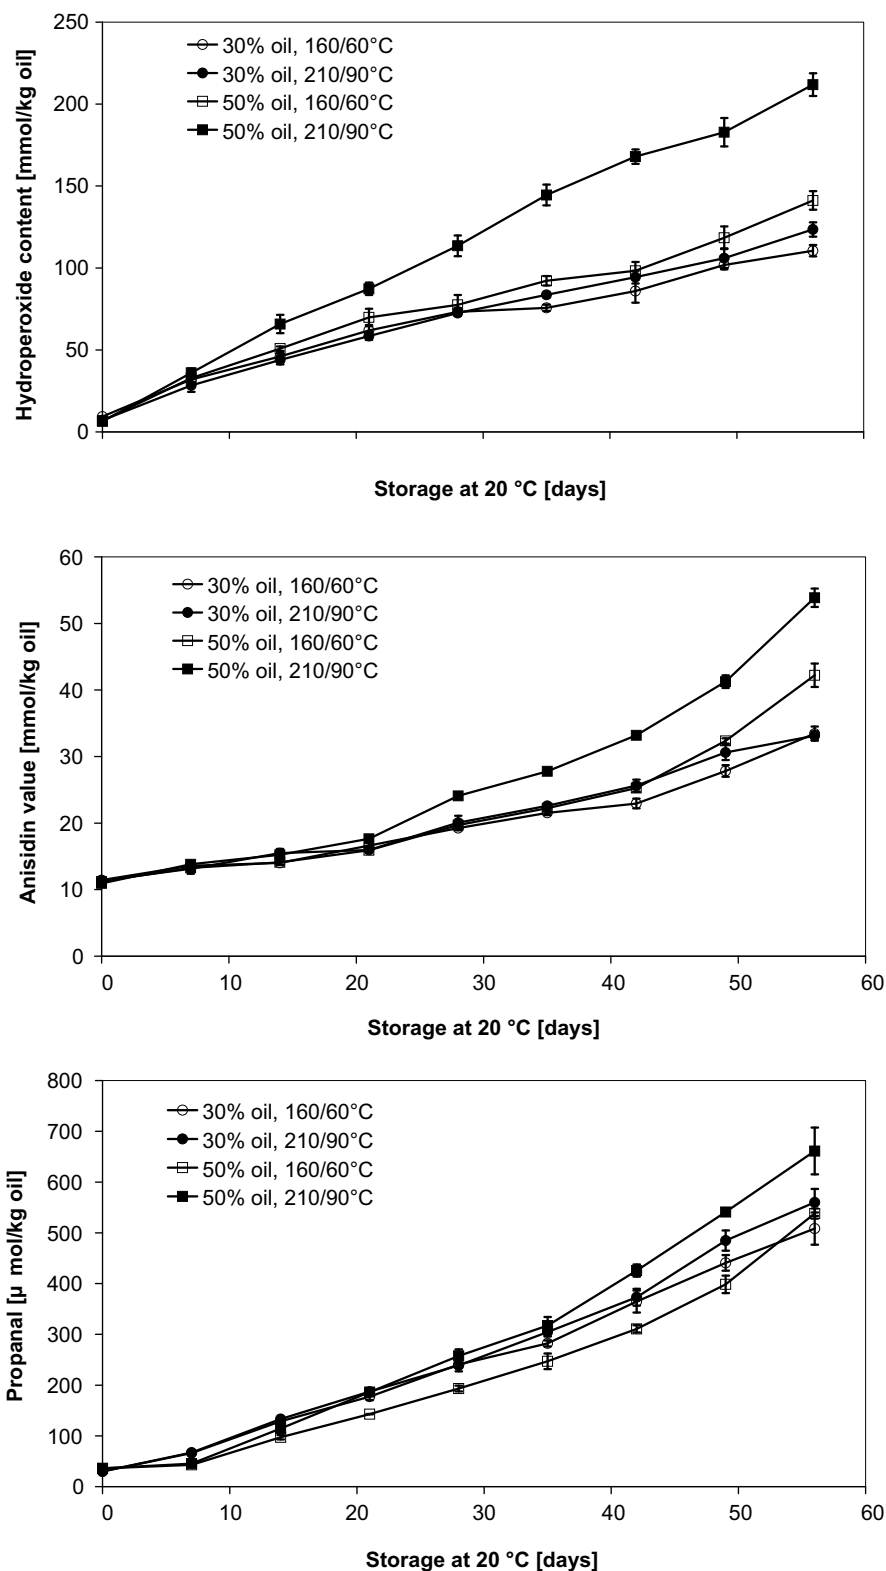 250
200
150
100
50
0
Hydroperoxide content [mmol/kg oil]
30% oil, 160/60°C
30% oil, 210/90°C
50% oil, 160/60°C
50% oil, 210/90°C
Storage at 20 °C [days]
60
50
40
30
20
10
0
Anisidin value [mmol/kg oil]
30% oil, 160/60°C
30% oil, 210/90°C
50% oil, 160/60°C
50% oil, 210/90°C
0 10 20 30 40 50 60
Storage at 20 °C [days]
800
700
600
500
400
300
200
100
0
Propanal [µ mol/kg oil]
30% oil, 160/60°C
30% oil, 210/90°C
50% oil, 160/60°C
50% oil, 210/90°C
0 10 20 30 40 50 60
Storage at 20 °C [days]